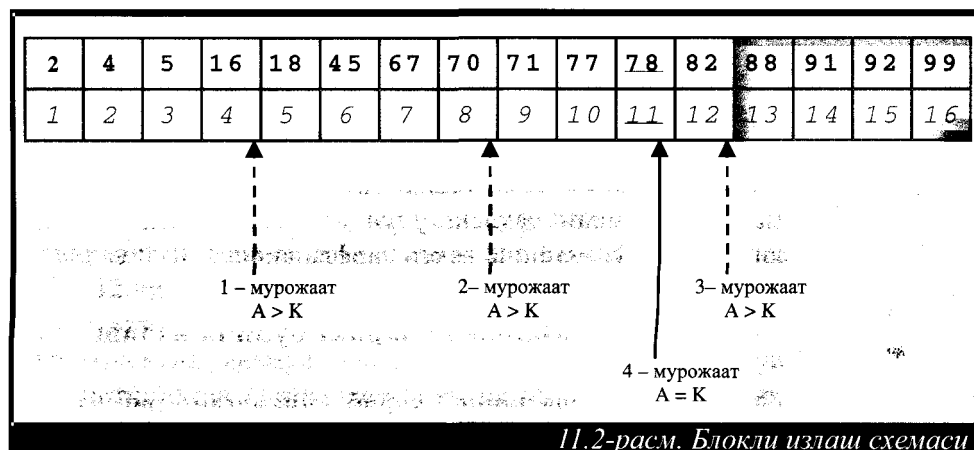 2 4 5 16 18 45 67 70 71 77 78 82 88 91 92 99
1 2 3 4 5 6 7 8 9 10 11 12 13 14 15 16
1 – мурожаат
A > K
2– мурожаат
A > K
3– мурожаат
A > K
4 – мурожаат
A = K
11.2-расм. Блокли излаш схемаси